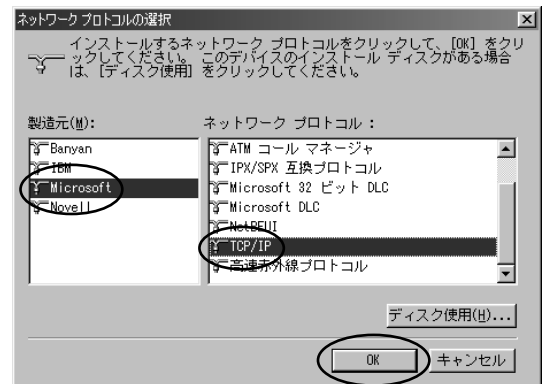 ネットワーク プロトコルの選択
インストールするネットワーク プロトコルをクリックして、[OK] をクリ
ックしてください。 このデバイスのインストール ディスクがある場合
は、[ディスク使用] をクリックしてください。
製造元(M):
ネットワーク プロトコル :
Banyan
IBM
Microsoft
Novell
ATM コール マネージャ
IPX/SPX 互換プロトコル
Microsoft 32 ビット DLC
Microsoft DLC
NetBEUI
TCP/IP
高速赤外線プロトコル
ディスク使用(H)...
OK
キャンセル